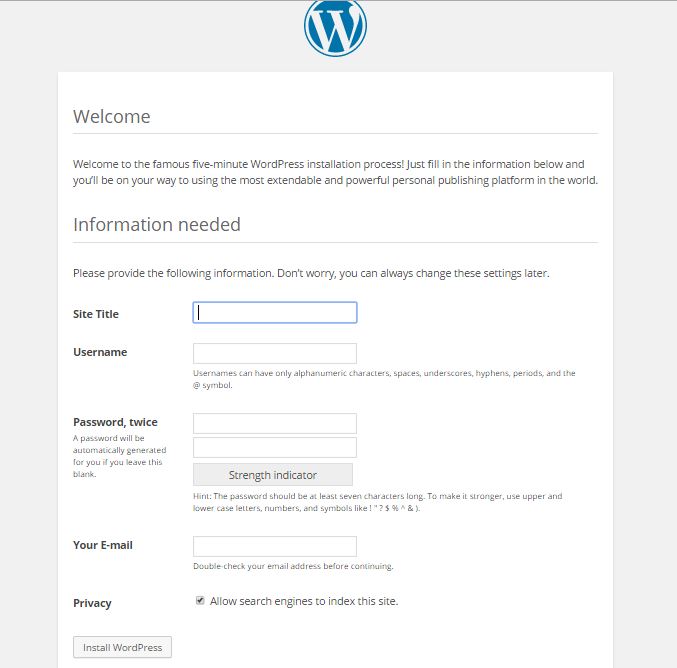 Welcome
Welcome to the famous five-minute WordPress installation process! Just fill in the information below and
you’ll be on your way to using the most extendable and powerful personal publishing platform in the world.
Information needed
Please provide the following information. Don’t worry, you can always change these settings later.
Site Title
Username
Usernames can have only alphanumeric characters, spaces, underscores, hyphens, periods, and the
@ symbol.
Password, twice
A password will be
automatically generated
for you if you leave this
blank.
Strength indicator
Hint: The password should be at least seven characters long. To make it stronger, use upper and
lower case letters, numbers, and symbols like ! " ? $ % ^ & ).
Your E-mail
Double-check your email address before continuing.
Privacy
Allow search engines to index this site.
Install WordPress